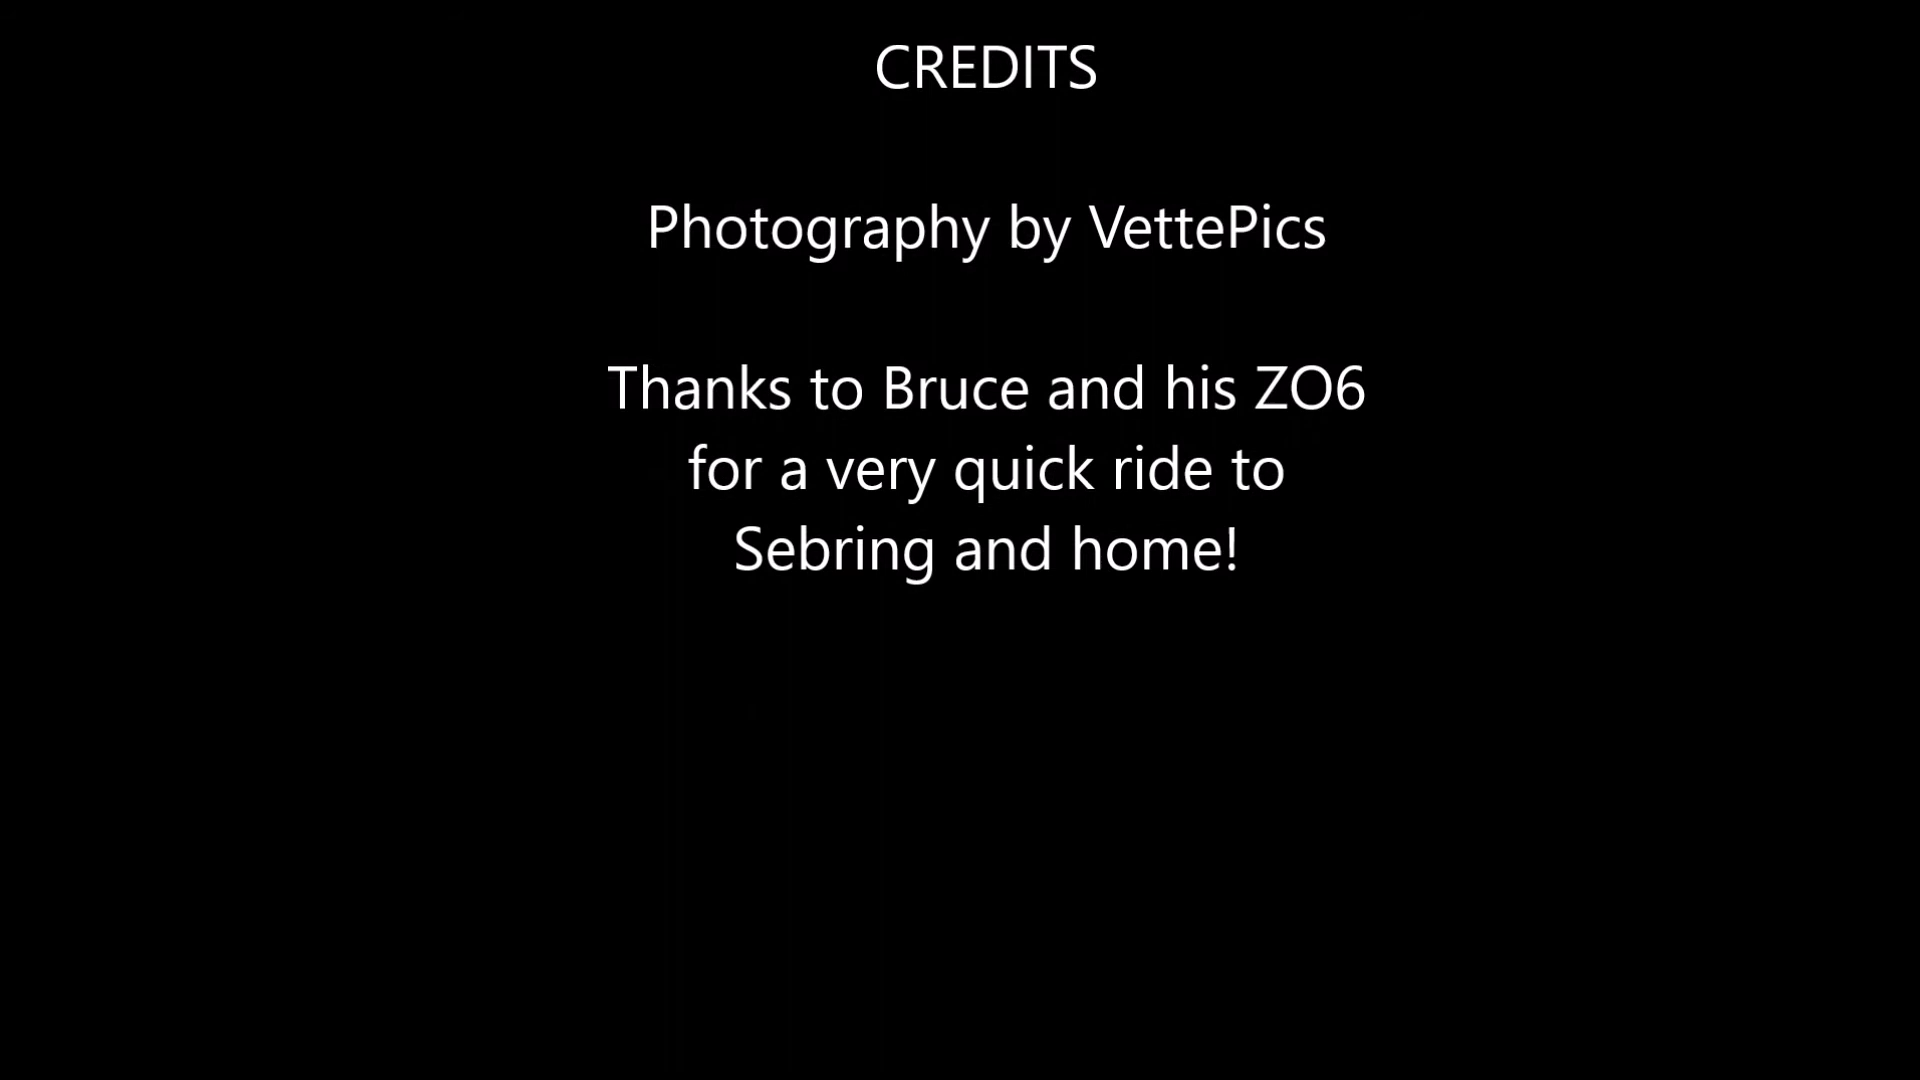 CREDITS
Photography by VettePics
Thanks to Bruce and his ZO6
for a very quick ride to
Sebring and home!